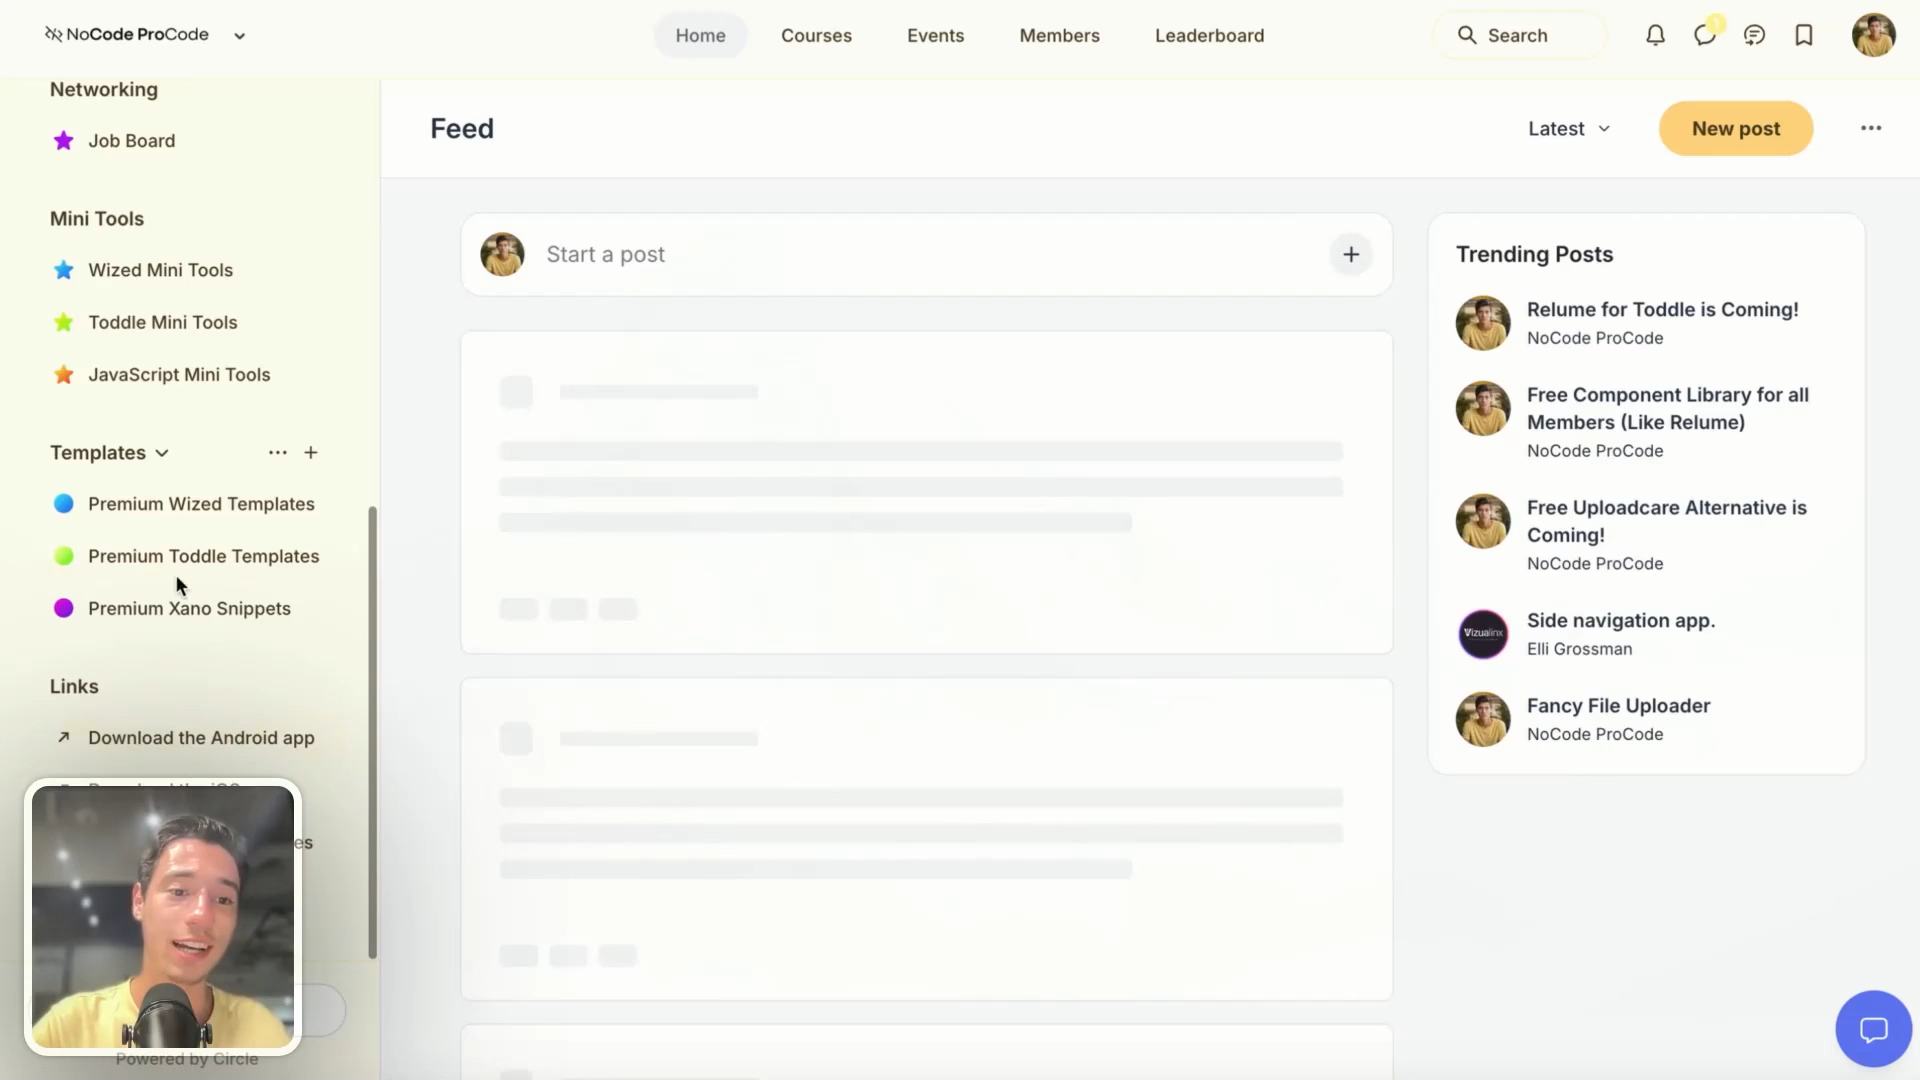 NoCode ProCode
Home
Courses
Events
Members
Leaderboard
Search
1
Networking
Job Board
Mini Tools
Wized Mini Tools
Toddle Mini Tools
JavaScript Mini Tools
Templates
Premium Wized Templates
Premium Toddle Templates
Premium Xano Snippets
Links
Download the Android app
es
Powered by Circle
Feed
Latest
New post
Start a post
Trending Posts
Relume for Toddle is Coming!
NoCode ProCode
Free Component Library for all
Members (Like Relume)
NoCode ProCode
Free Uploadcare Alternative is
Coming!
NoCode ProCode
Vizualinx
Side navigation app.
Elli Grossman
Fancy File Uploader
NoCode ProCode